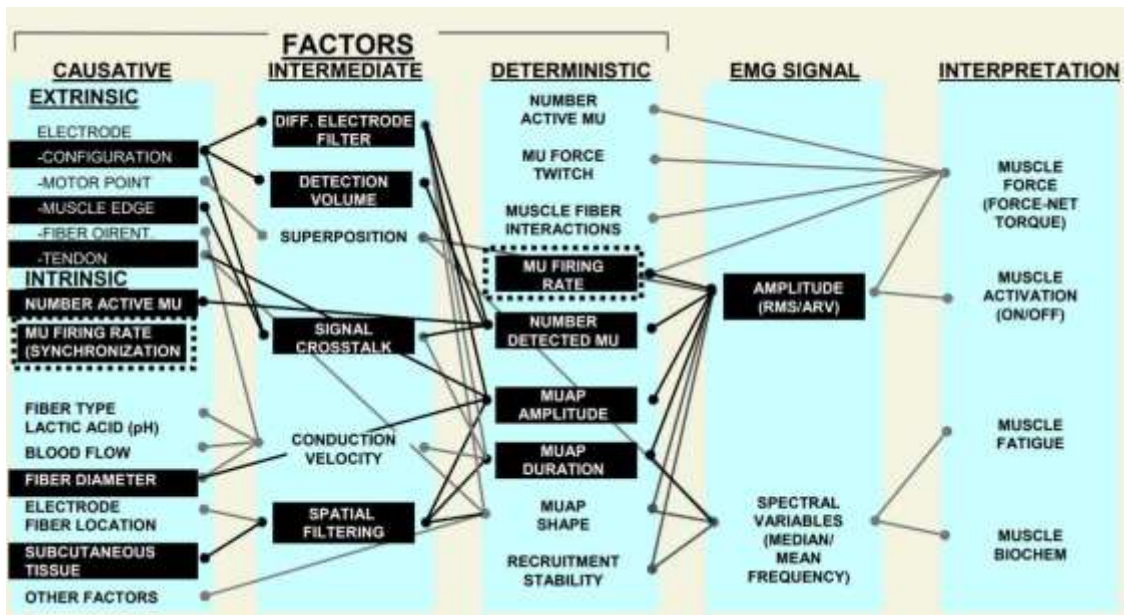 FACTORS
CAUSATIVE
INTERMEDIATE
DETERMINISTIC
EMG SIGNAL
INTERPRETATION
EXTRINSIC
ELECTRODE
-CONFIGURATION
-MOTOR POINT
-MUSCLE EDGE
-FIBER OIRENT
-TENDON
INTRINSIC
NUMBER ACTIVE MU
MU FIRING RATE
(SYNCHRONIZATION
FIBER TYPE
LACTIC ACID (pH)
BLOOD FLOW
FIBER DIAMETER
ELECTRODE
FIBER LOCATION
SUBCUTANEOUS
TISSUE
OTHER FACTORS
DIFF. ELECTRODE
FILTER
DETECTION
VOLUME
SUPERPOSITION
SIGNAL
CROSSTALK
CONDUCTION
VELOCITY
SPATIAL
FILTERING
NUMBER
ACTIVE MU
MU FORCE
TWITCH
MUSCLE FIBER
INTERACTIONS
MU FIRING
RATE
NUMBER
DETECTED MU
MUAP
AMPLITUDE
MUAP
DURATION
MUAP
SHAPE
RECRUITMENT
STABILITY
AMPLITUDE
(RMS/ARV)
SPECTRAL
VARIABLES
(MEDIAN/
MEAN
FREQUENCY)
MUSCLE
FORCE
(FORCE-NET
TORQUE)
MUSCLE
ACTIVATION
(ON/OFF)
MUSCLE
FATIGUE
MUSCLE
BIOCHEM